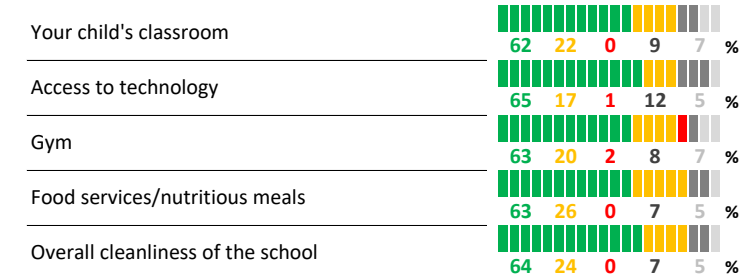 Your child's classroom
62 22 0 9 7 %
Access to technology
65 17 1 12 5 %
Gym
63 20 2 8 7 %
Food services/nutritious meals
63 26 0 7 5 %
Overall cleanliness of the school
64 24 0 7 5 %